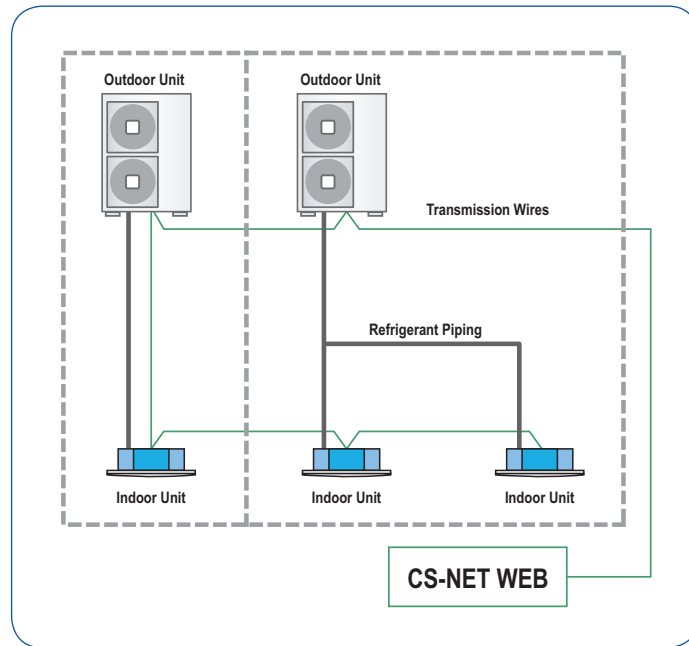 Outdoor Unit
Outdoor Unit
Transmission Wires
Refrigerant Piping
Indoor Unit
Indoor Unit
Indoor Unit
CS-NET WEB